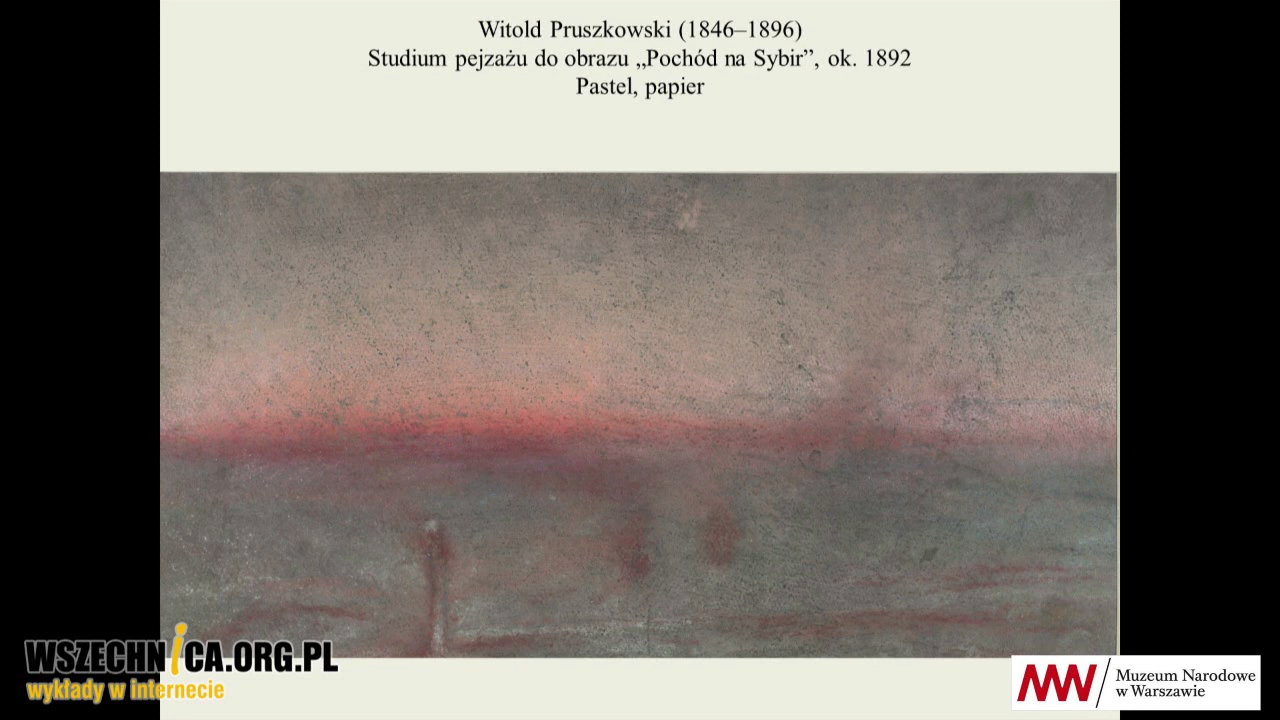 Witold Pruszkowski (1846–1896)
Studium pejzażu do obrazu „Pochód na Sybir”, ok. 1892
Pastel, papier
WSZECHNiCA.ORG.PL
wykłady w internecie
MW
Muzeum Narodowe
w Warszawie